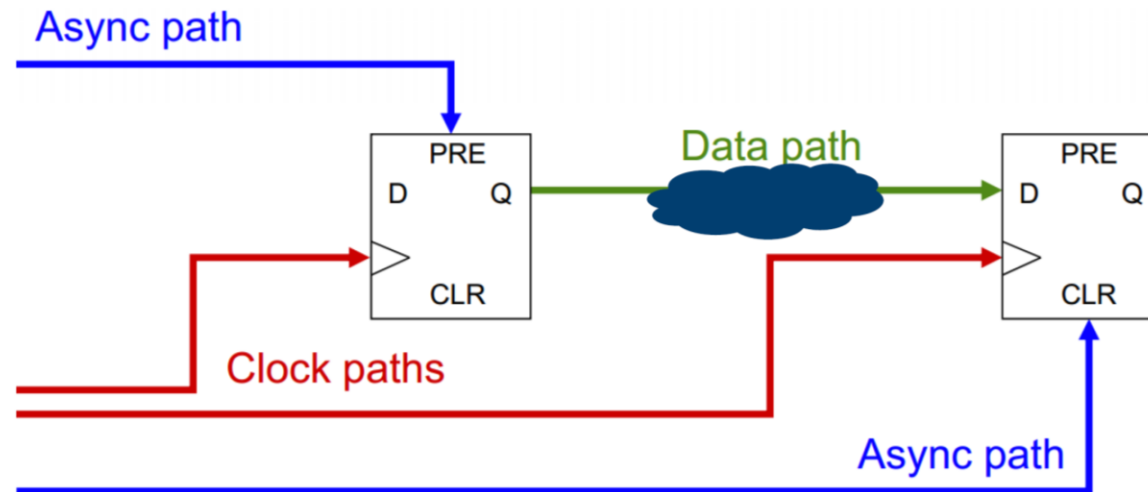 Async path
Data path
PRE
PRE
D
Q
D
Q
CLR
CLR
Clock paths
Async path